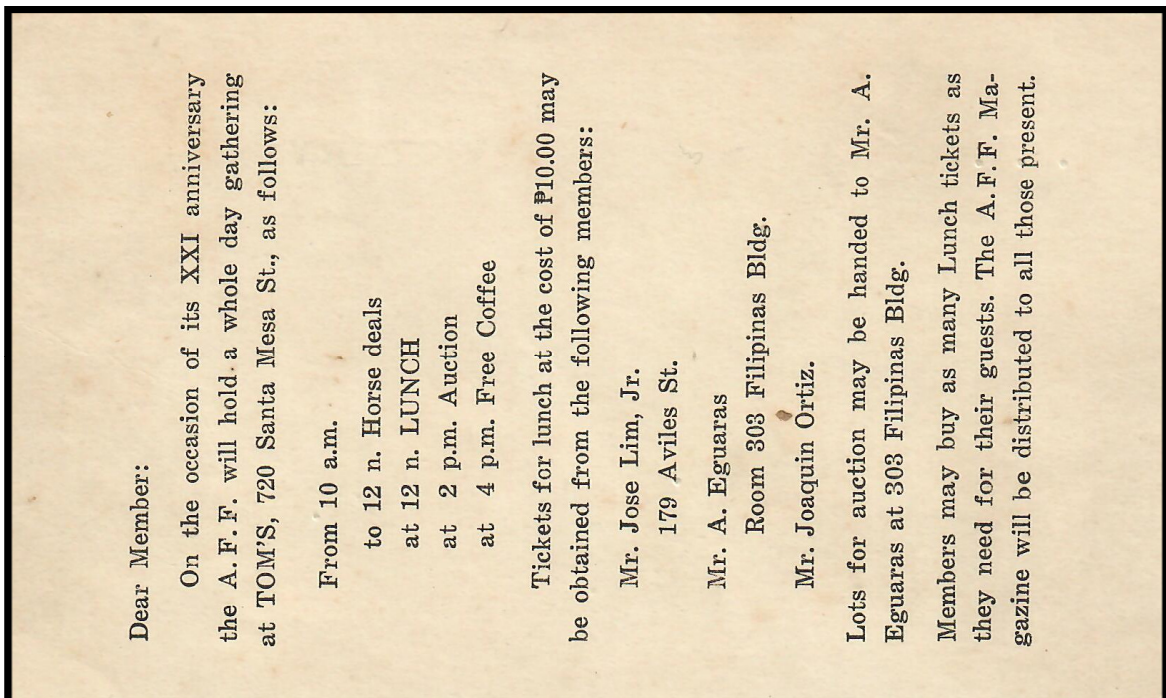 Dear Member:
On the occasion of its XXI anniversary
the A. F. F. will hold a whole day gathering
at TOM'S, 720 Santa Mesa St., as follows:
From 10 a.m.
to 12 n. Horse deals
at 12 n. LUNCH
at 2 p.m. Auction
at 4 p.m. Free Coffee
Tickets for lunch at the cost of ₱10.00 may
be obtained from the following members:
Mr. Jose Lim, Jr.
179 Aviles St.
Mr. A. Eguaras
Room 303 Filipinas Bldg.
Mr. Joaquin Ortiz.
Lots for auction may be handed to Mr. A.
Eguaras at 303 Filipinas Bldg.
Members may buy as many Lunch tickets as
they need for their guests. The A. F. F. Ma-
gazine will be distributed to all those present.